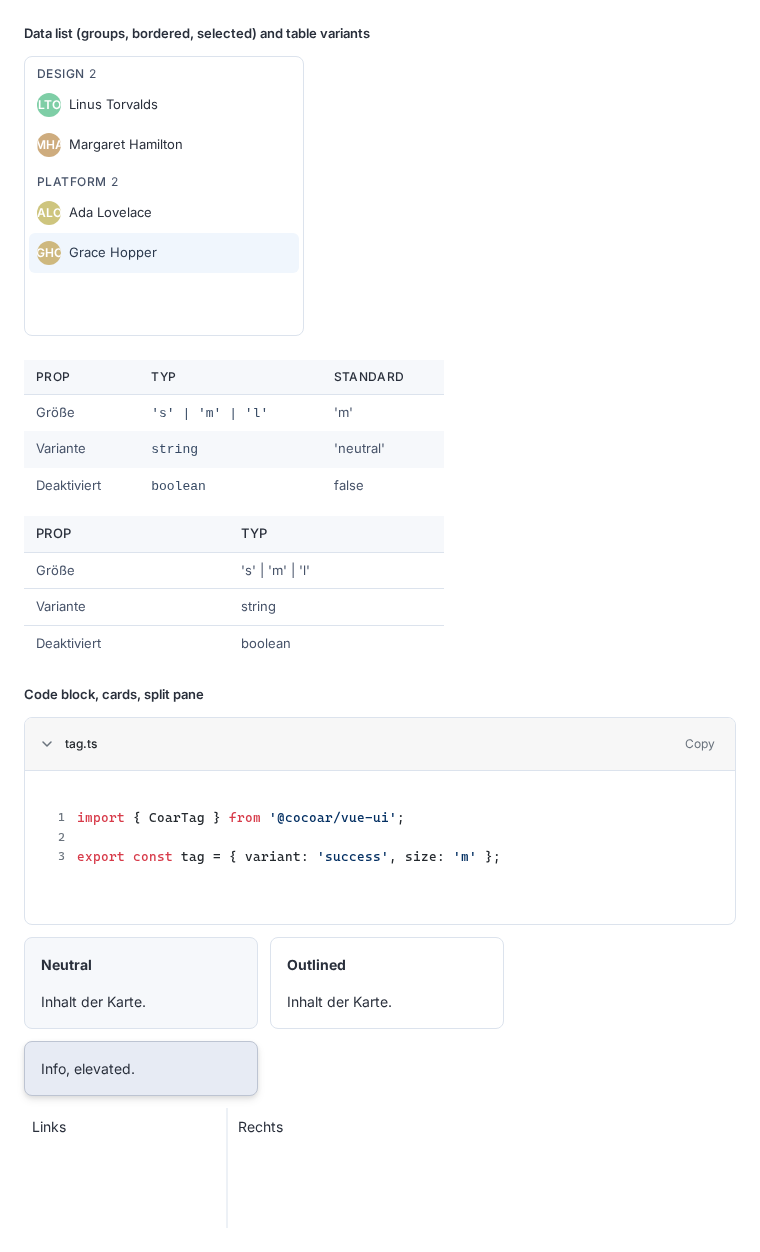 Data list (groups, bordered, selected) and table variants
DESIGN 2
LTO Linus Torvalds
MHA Margaret Hamilton
PLATFORM 2
ALO Ada Lovelace
GHO Grace Hopper
PROP TYP STANDARD
Größe 's' | 'm' | 'l' 'm'
Variante string 'neutral'
Deaktiviert boolean false
PROP TYP
Größe 's' | 'm' | 'l'
Variante string
Deaktiviert boolean
Code block, cards, split pane
tag.ts Copy
1 import { CoarTag } from '@cocoar/vue-ui';
2
3 export const tag = { variant: 'success', size: 'm' };
Neutral Outlined
Inhalt der Karte. Inhalt der Karte.
Info, elevated.
Links Rechts